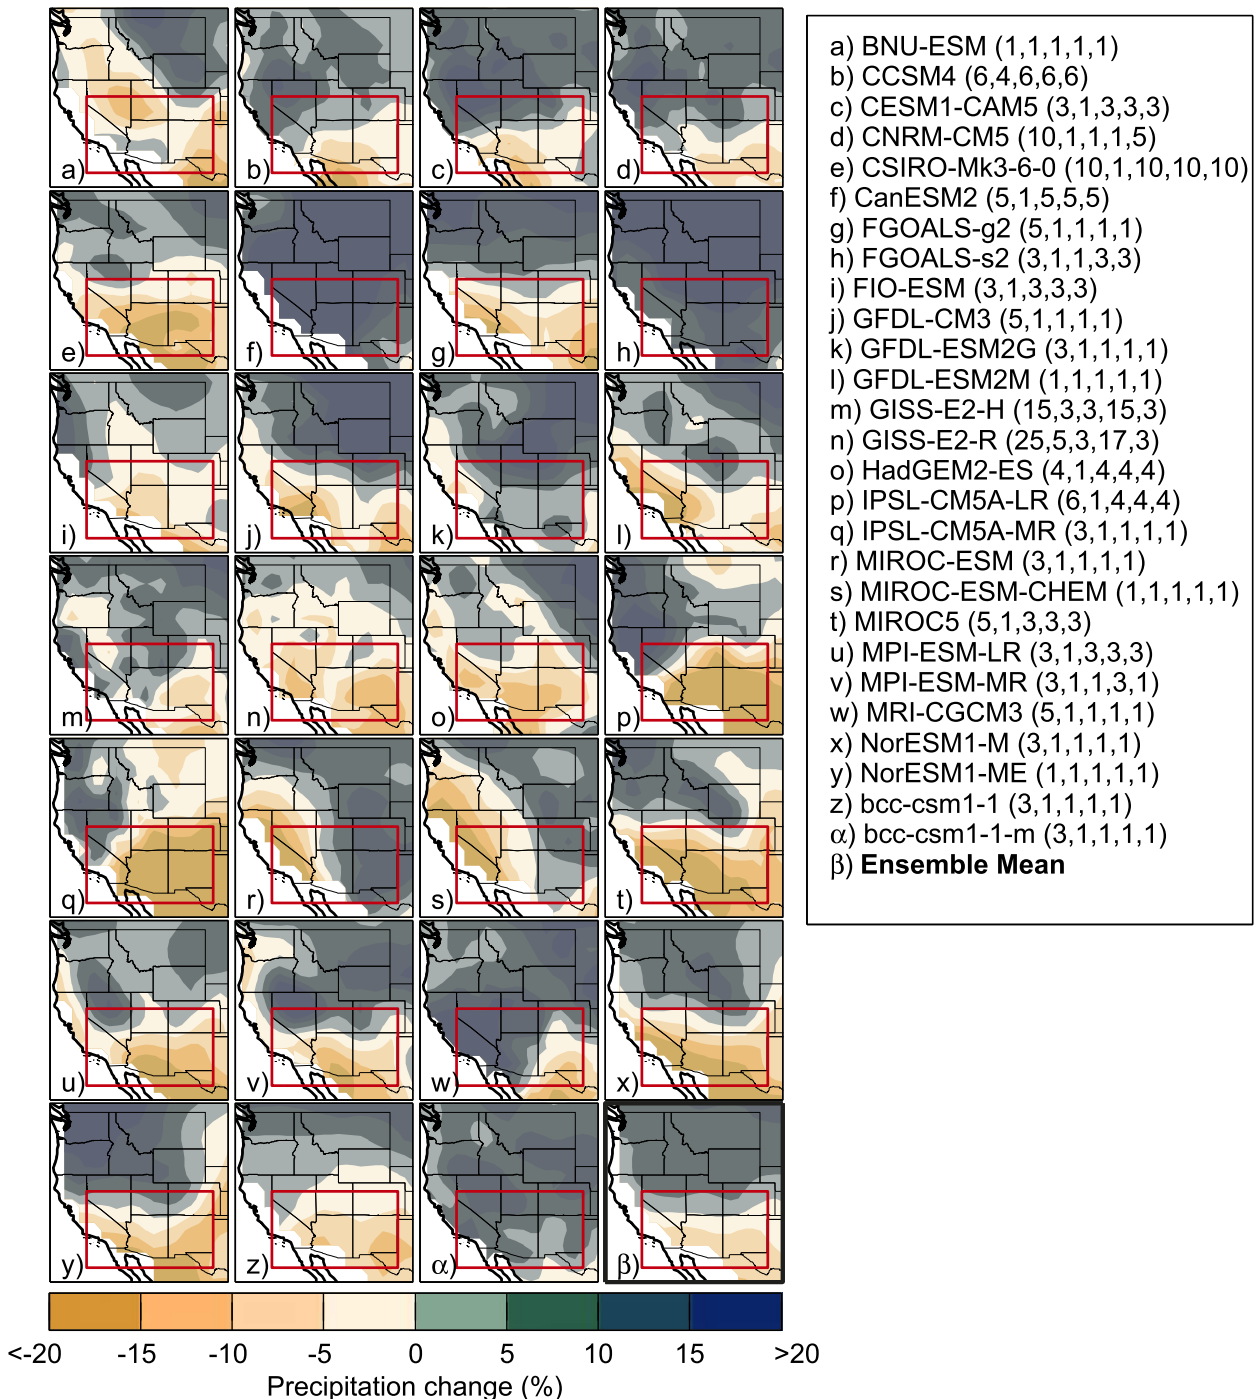 a)
b)
c)
d)
e)
f)
g)
h)
i)
j)
k)
l)
m)
n)
o)
p)
q)
r)
s)
t)
u)
v)
w)
x)
y)
z)
α)
β)
<-20 -15 -10 -5 0 5 10 15 >20
Precipitation change (%)
a) BNU-ESM (1,1,1,1,1)
b) CCSM4 (6,4,6,6,6)
c) CESM1-CAM5 (3,1,3,3,3)
d) CNRM-CM5 (10,1,1,1,5)
e) CSIRO-Mk3-6-0 (10,1,10,10,10)
f) CanESM2 (5,1,5,5,5)
g) FGOALS-g2 (5,1,1,1,1)
h) FGOALS-s2 (3,1,1,3,3)
i) FIO-ESM (3,1,3,3,3)
j) GFDL-CM3 (5,1,1,1,1)
k) GFDL-ESM2G (3,1,1,1,1)
l) GFDL-ESM2M (1,1,1,1,1)
m) GISS-E2-H (15,3,3,15,3)
n) GISS-E2-R (25,5,3,17,3)
o) HadGEM2-ES (4,1,4,4,4)
p) IPSL-CM5A-LR (6,1,4,4,4)
q) IPSL-CM5A-MR (3,1,1,1,1)
r) MIROC-ESM (3,1,1,1,1)
s) MIROC-ESM-CHEM (1,1,1,1,1)
t) MIROC5 (5,1,3,3,3)
u) MPI-ESM-LR (3,1,3,3,3)
v) MPI-ESM-MR (3,1,1,3,1)
w) MRI-CGCM3 (5,1,1,1,1)
x) NorESM1-M (3,1,1,1,1)
y) NorESM1-ME (1,1,1,1,1)
z) bcc-csm1-1 (3,1,1,1,1)
α) bcc-csm1-1-m (3,1,1,1,1)
β) Ensemble Mean